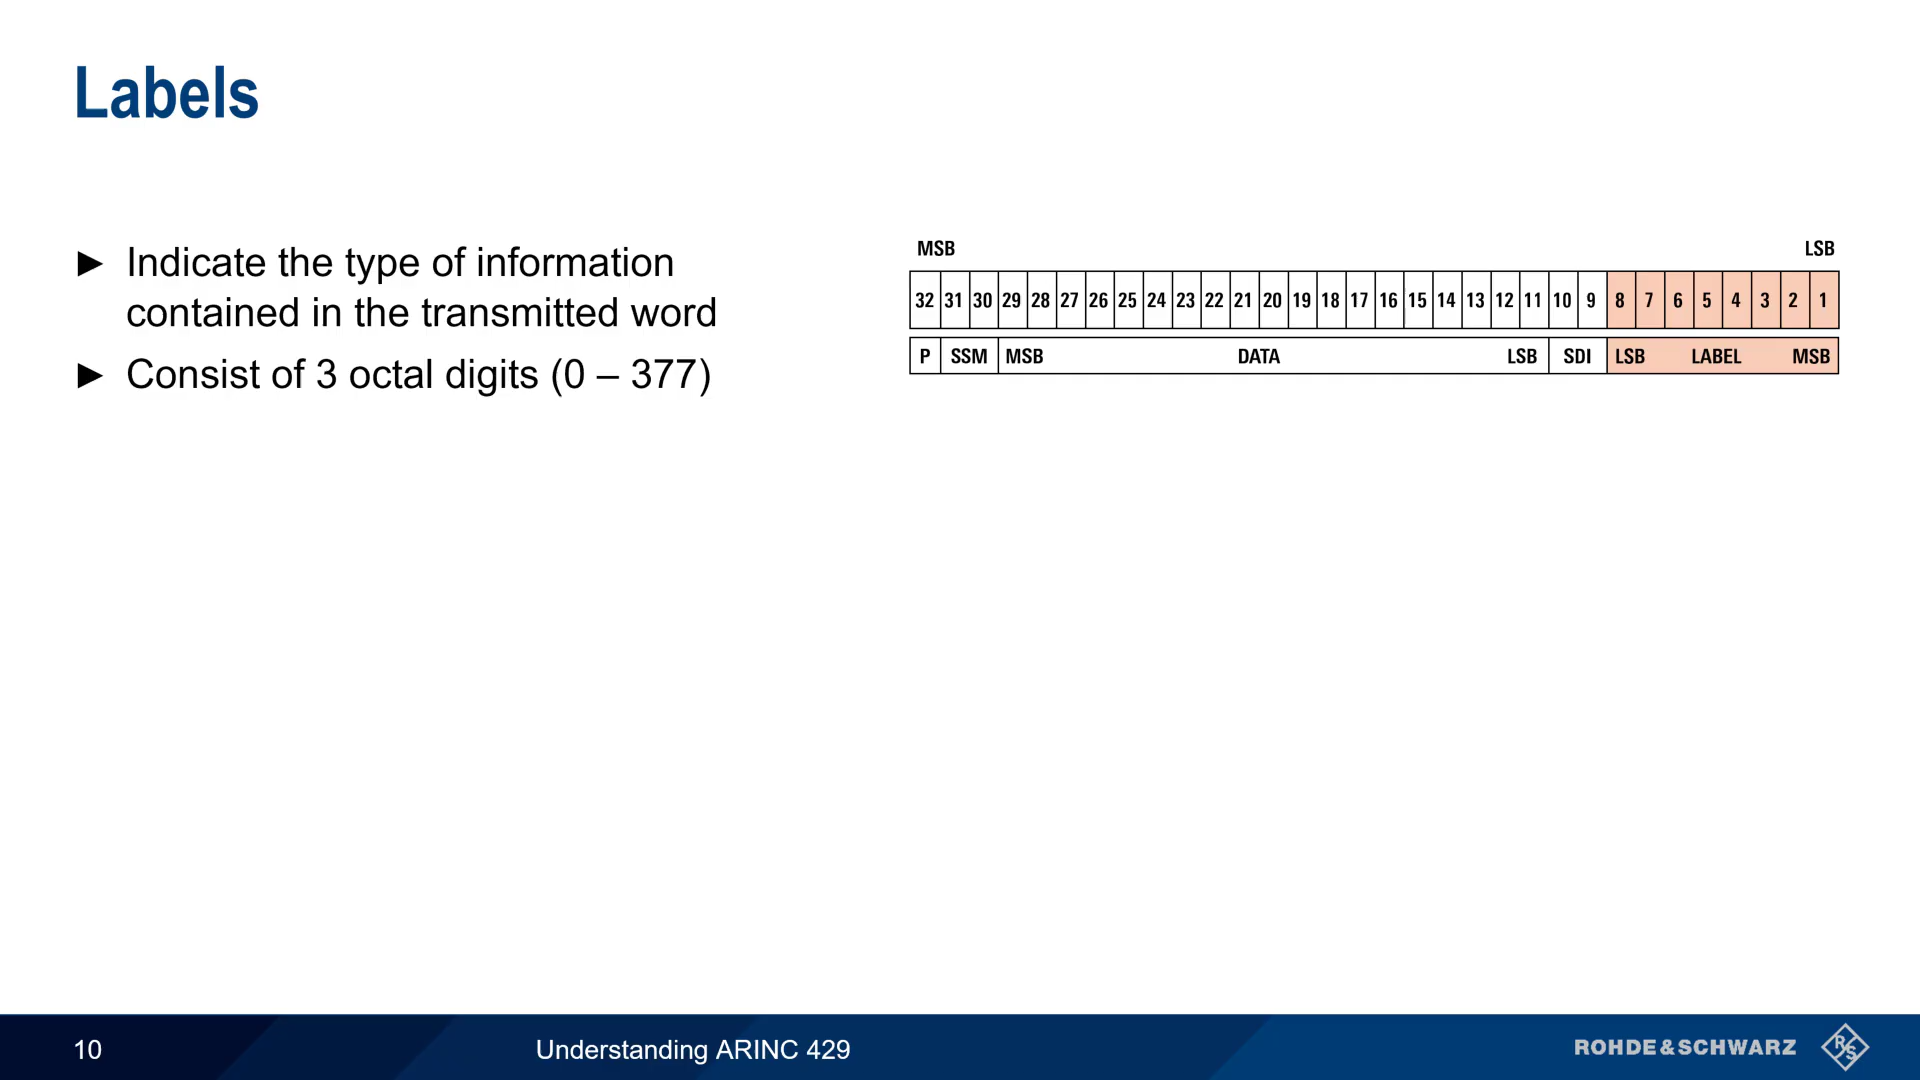 Labels
► Indicate the type of information
contained in the transmitted word
► Consist of 3 octal digits (0 – 377)
MSB LSB
32 31 30 29 28 27 26 25 24 23 22 21 20 19 18 17 16 15 14 13 12 11 10 9 8 7 6 5 4 3 2 1
P SSM MSB DATA LSB SDI LSB LABEL MSB
10 Understanding ARINC 429 ROHDE&SCHWARZ RS